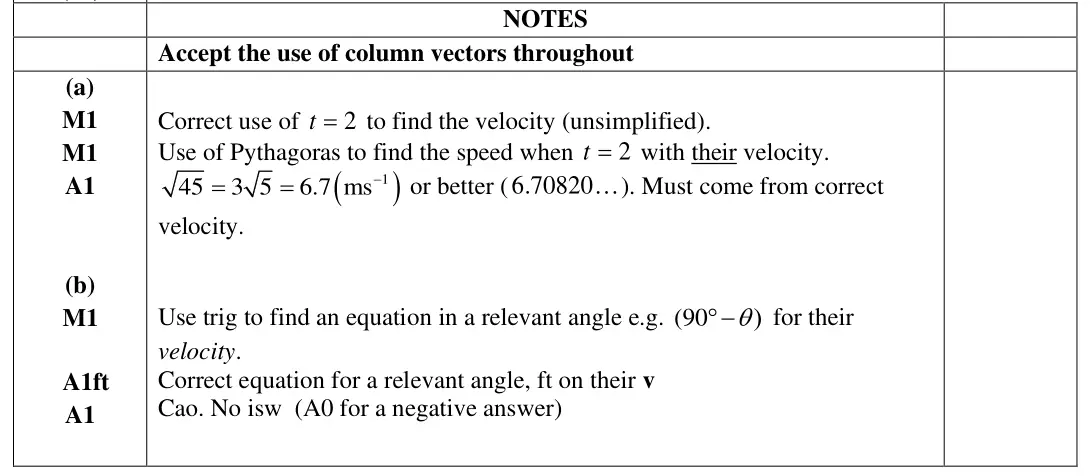 NOTES
Accept the use of column vectors throughout
(a)
M1 Correct use of t = 2 to find the velocity (unsimplified).
M1 Use of Pythagoras to find the speed when t = 2 with their velocity.
A1 √45 = 3√5 = 6.7(ms⁻¹) or better (6.70820…). Must come from correct
velocity.
(b)
M1 Use trig to find an equation in a relevant angle e.g. (90° − θ) for their
velocity.
A1ft Correct equation for a relevant angle, ft on their v
A1 Cao. No isw (A0 for a negative answer)